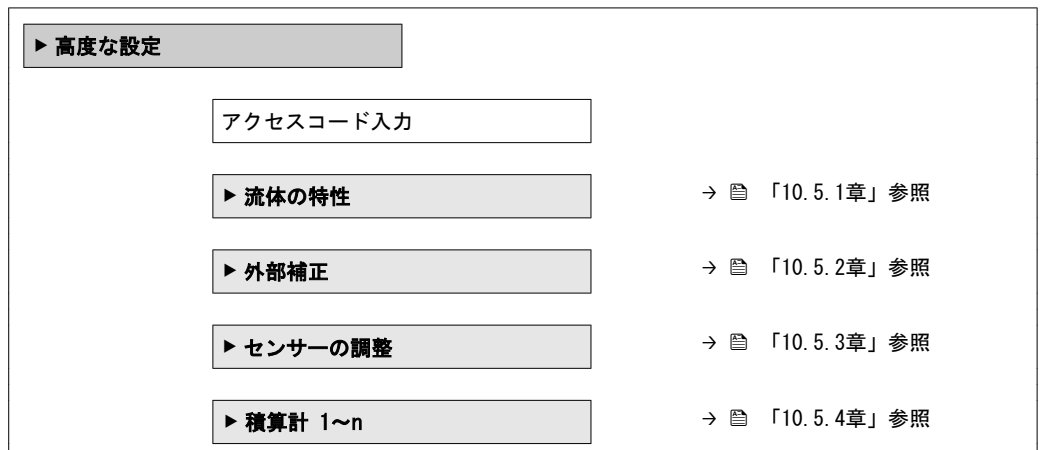 ▶ 高度な設定
アクセスコード入力
▶ 流体の特性 → 「10.5.1章」参照
▶ 外部補正 → 「10.5.2章」参照
▶ センサーの調整 → 「10.5.3章」参照
▶ 積算計 1～n → 「10.5.4章」参照